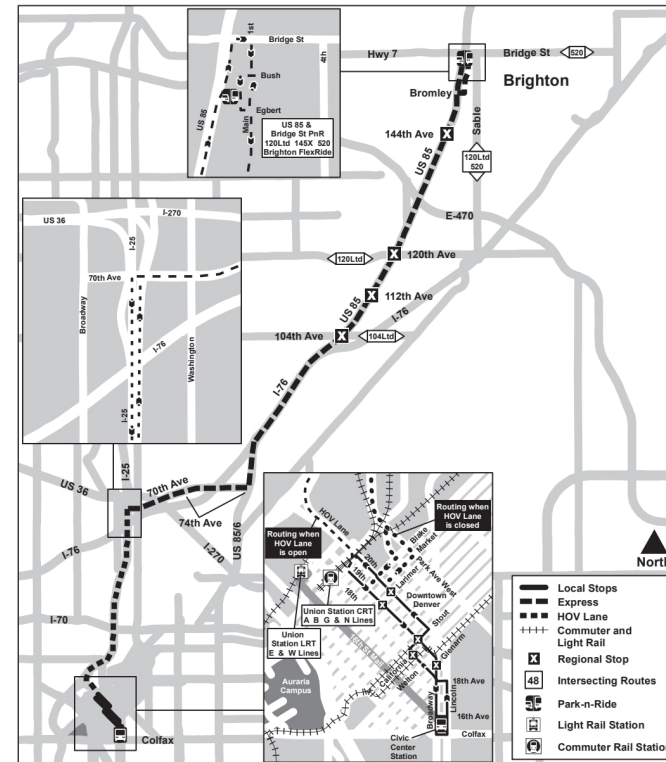 Bridge St
1st
4th
Bush
Egbert
Main
US 85
US 85 &
Bridge St PnR
120Ltd 145X 520
Brighton FlexRide
Hwy 7
Bridge St
520
Brighton
Bromley
Sable
144th Ave
US 85
120Ltd
520
E-470
120Ltd
120th Ave
112th Ave
US 85
I-76
104th Ave
104Ltd
I-76
US 36
I-270
I-25
70th Ave
Broadway
I-76
Washington
I-25
I-25
US 36
70th Ave
74th Ave
I-76
I-270
US 85/6
I-70
Colfax
HOV Lane
Routing when
HOV Lane
is open
Routing when
HOV Lane
is closed
Blake
Market
Park Ave West
20th
19th
18th
Larimer
Downtown
Denver
Stout
Union Station CRT
A B G & N Lines
Union
Station LRT
E & W Lines
Glenarm
California
Welton
Auraria
Campus
18th Ave
Broadway
Lincoln
16th Ave
Civic
Center
Station
Colfax
North
Local Stops
Express
HOV Lane
Commuter and
Light Rail
X Regional Stop
48 Intersecting Routes
Park-n-Ride
Light Rail Station
Commuter Rail Station